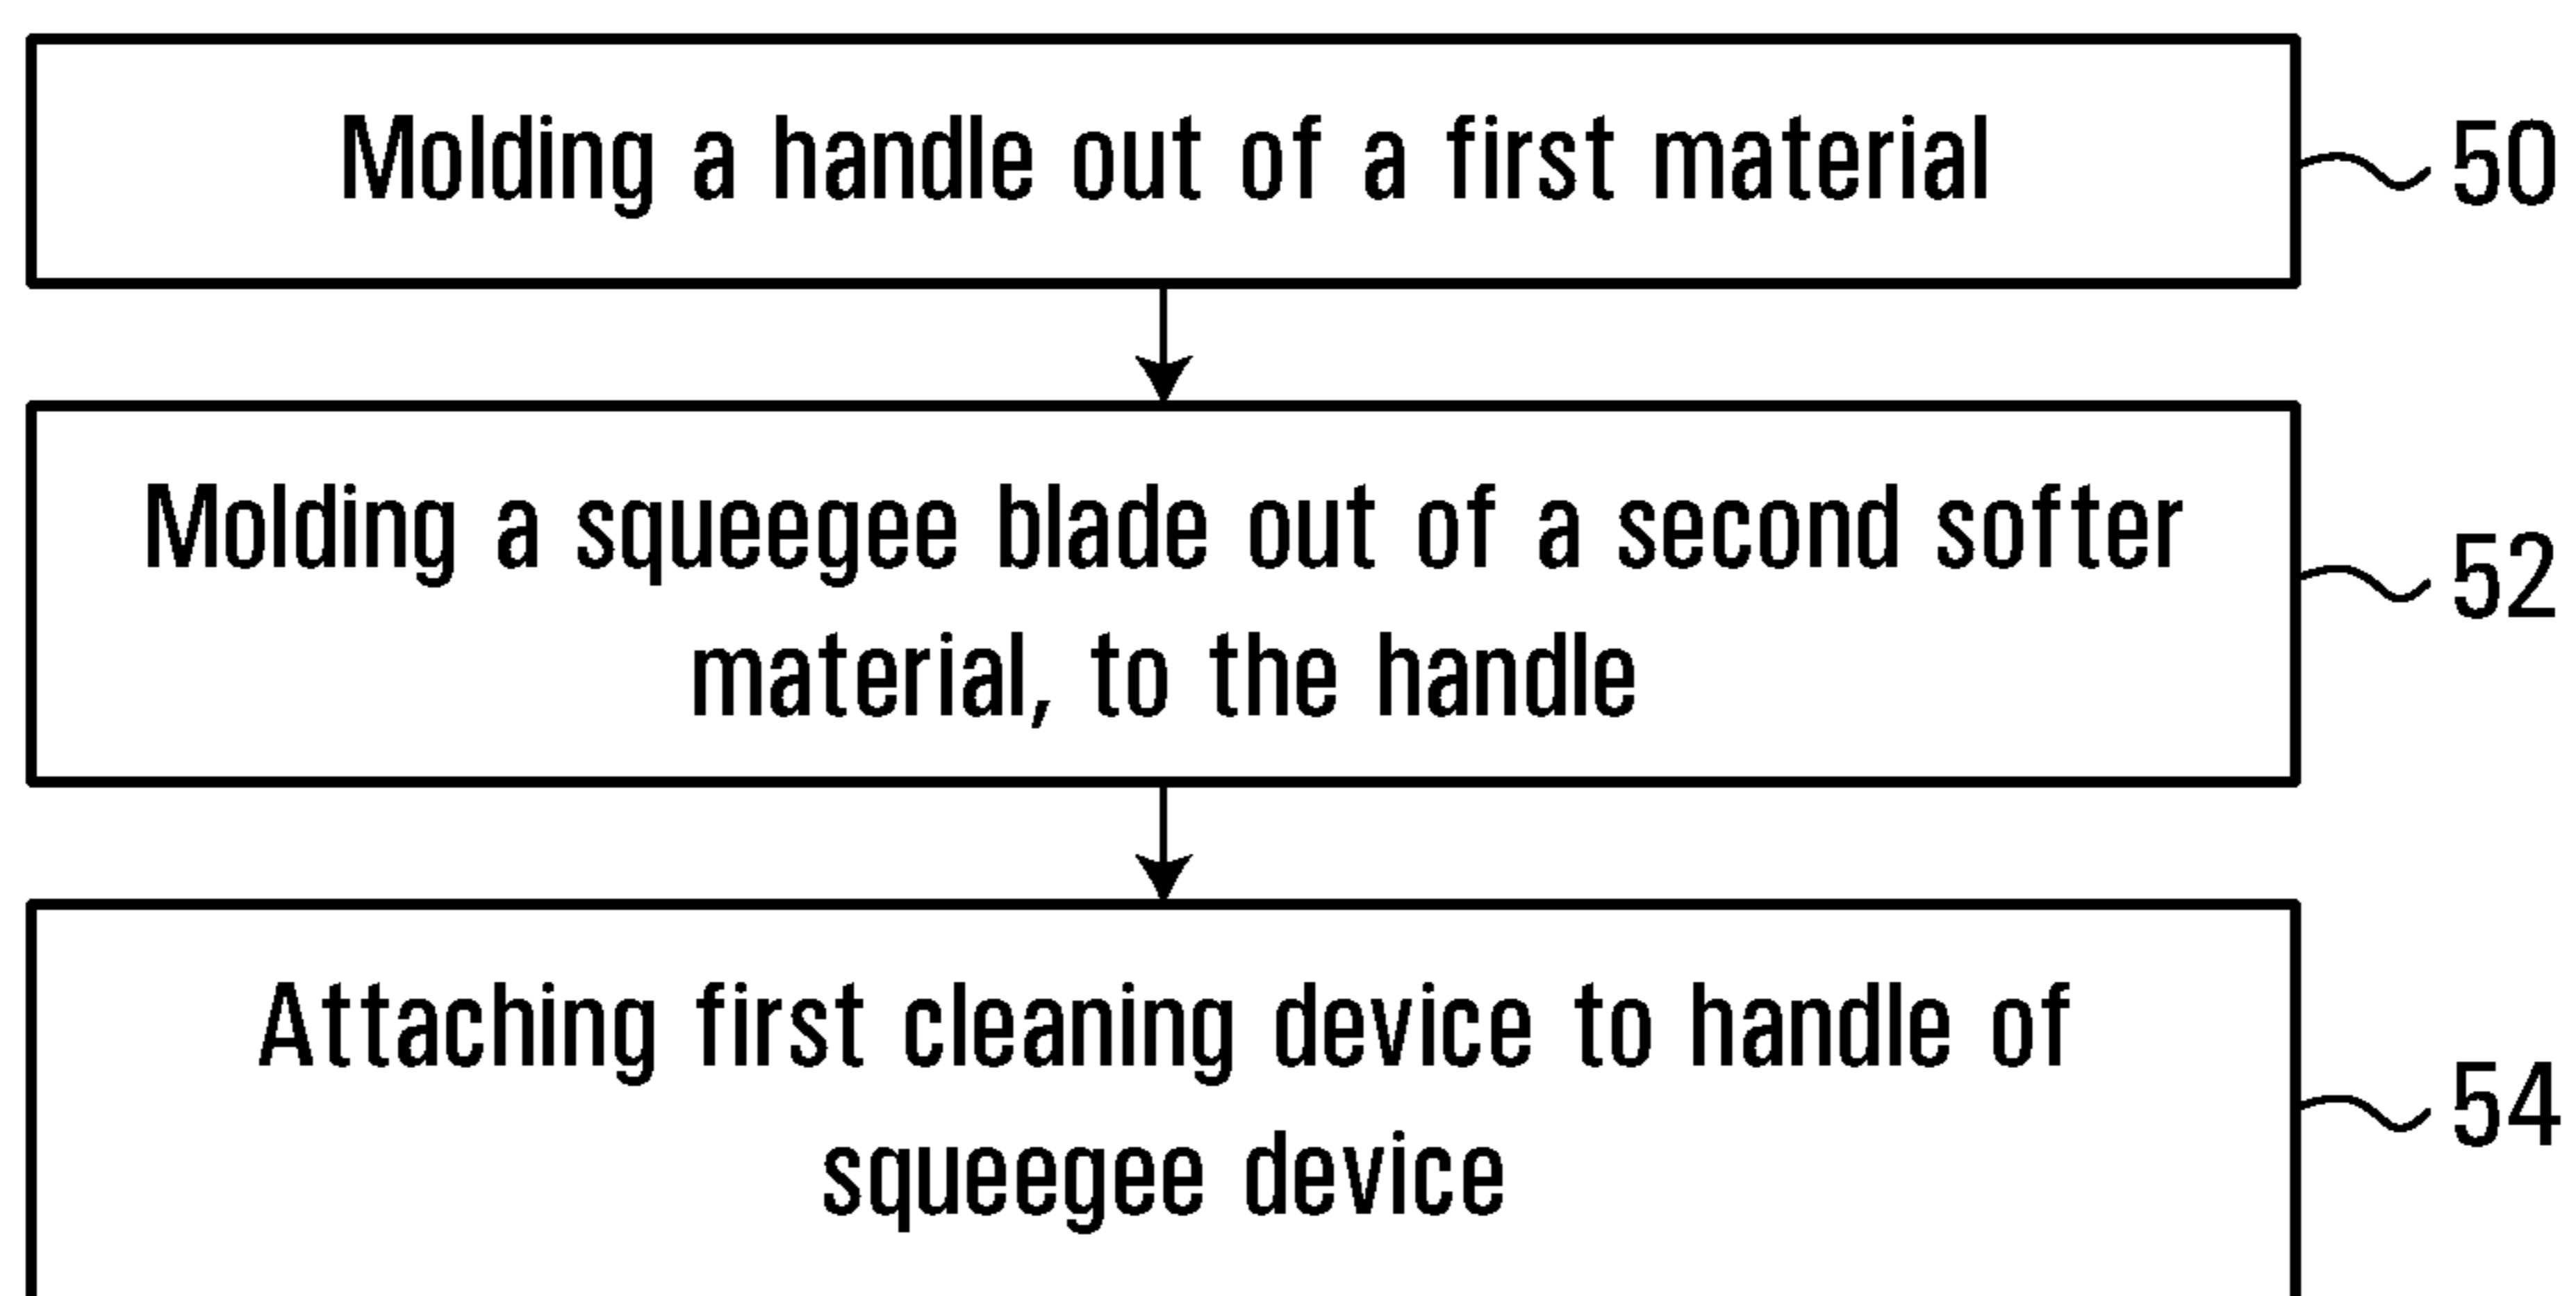 Molding a handle out of a first material
50
Molding a squeegee blade out of a second softer
material, to the handle
52
Attaching first cleaning device to handle of
squeegee device
54